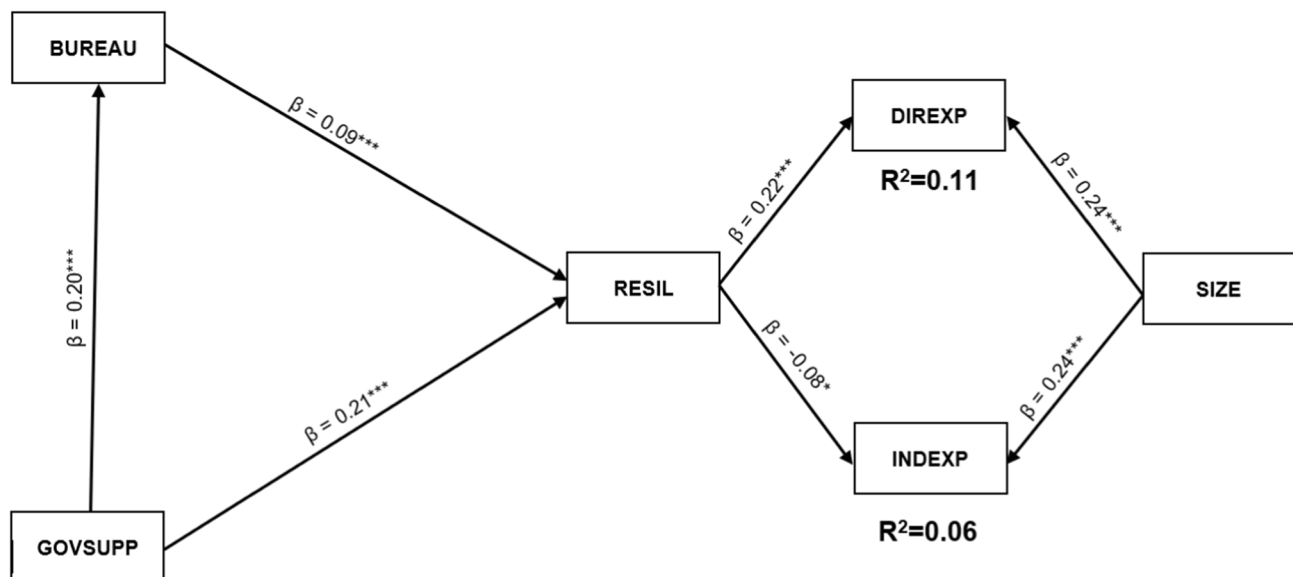 BUREAU
β = 0.09***
DIREXP
R²=0.11
β = 0.22***
β = 0.24***
β = 0.20***
RESIL
SIZE
β = 0.21***
β = -0.08*
β = 0.24***
INDEXP
R²=0.06
GOVSUPP